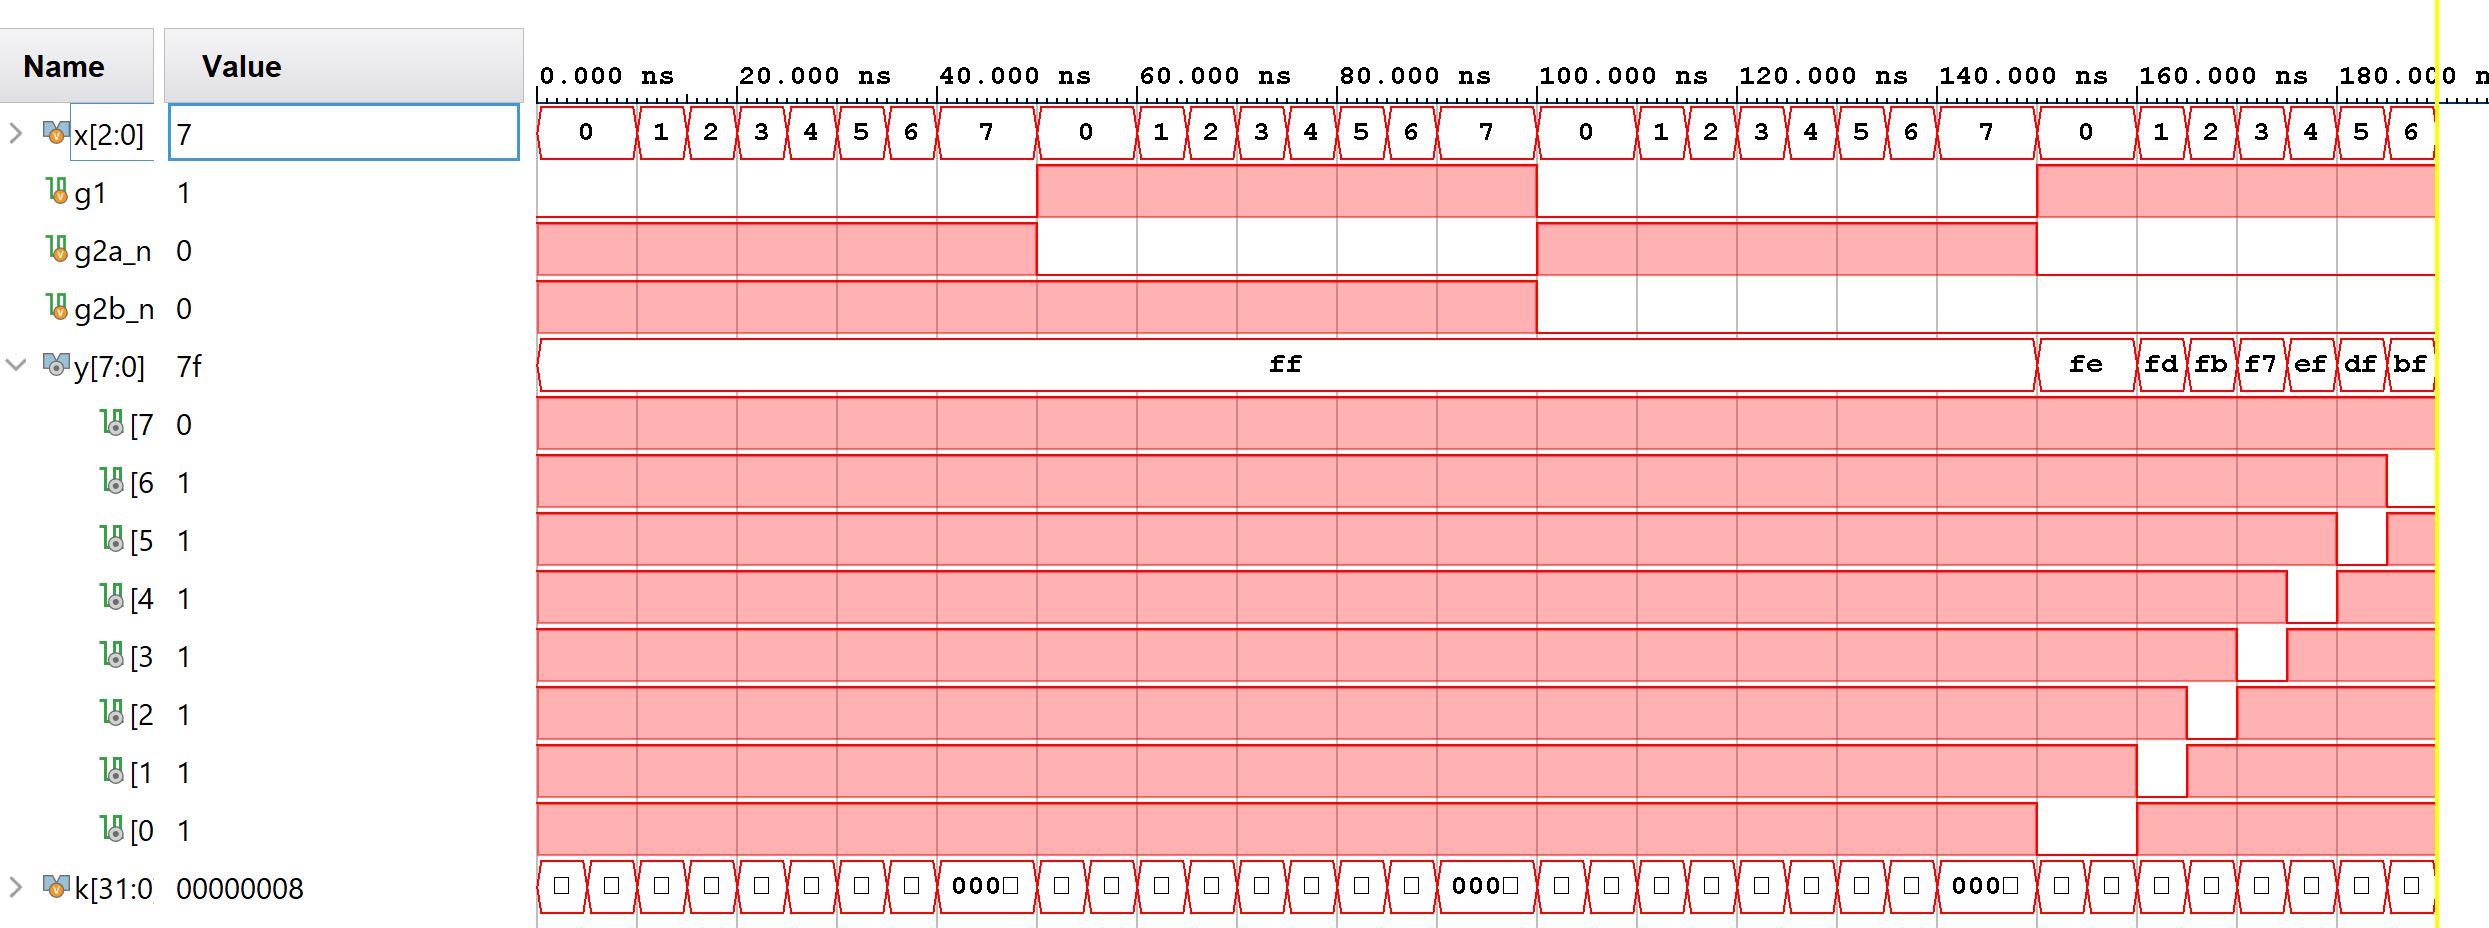 Name Value 0.000 ns 20.000 ns 40.000 ns 60.000 ns 80.000 ns 100.000 ns 120.000 ns 140.000 ns 160.000 ns 180.000 n
x[2:0] 7 0 1 2 3 4 5 6 7 0 1 2 3 4 5 6 7 0 1 2 3 4 5 6 7 0 1 2 3 4 5 6
g1 1
g2a_n 0
g2b_n 0
y[7:0] 7f ff fe fd fb f7 ef df bf
[7 0
[6 1
[5 1
[4 1
[3 1
[2 1
[1 1
[0 1
k[31:0 00000008 □ □ □ □ □ □ □ □ 000□ □ □ □ □ □ □ □ □ 000□ □ □ □ □ □ □ □ □ 000□ □ □ □ □ □ □ □ □